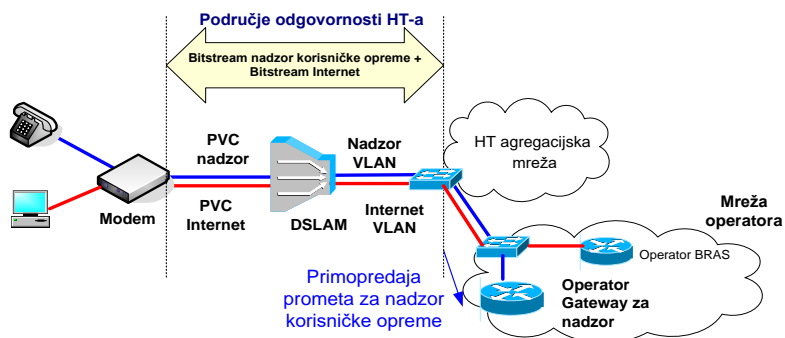 Područje odgovornosti HT-a
Bitstream nadzor korisničke opreme +
Bitstream Internet
PVC
nadzor
Nadzor
VLAN
HT agregacijska
mreža
Modem
PVC
Internet
DSLAM
Internet
VLAN
Mreža
operatora
Operator BRAS
Primopredaja
prometa za nadzor
korisničke opreme
Operator
Gateway za
nadzor